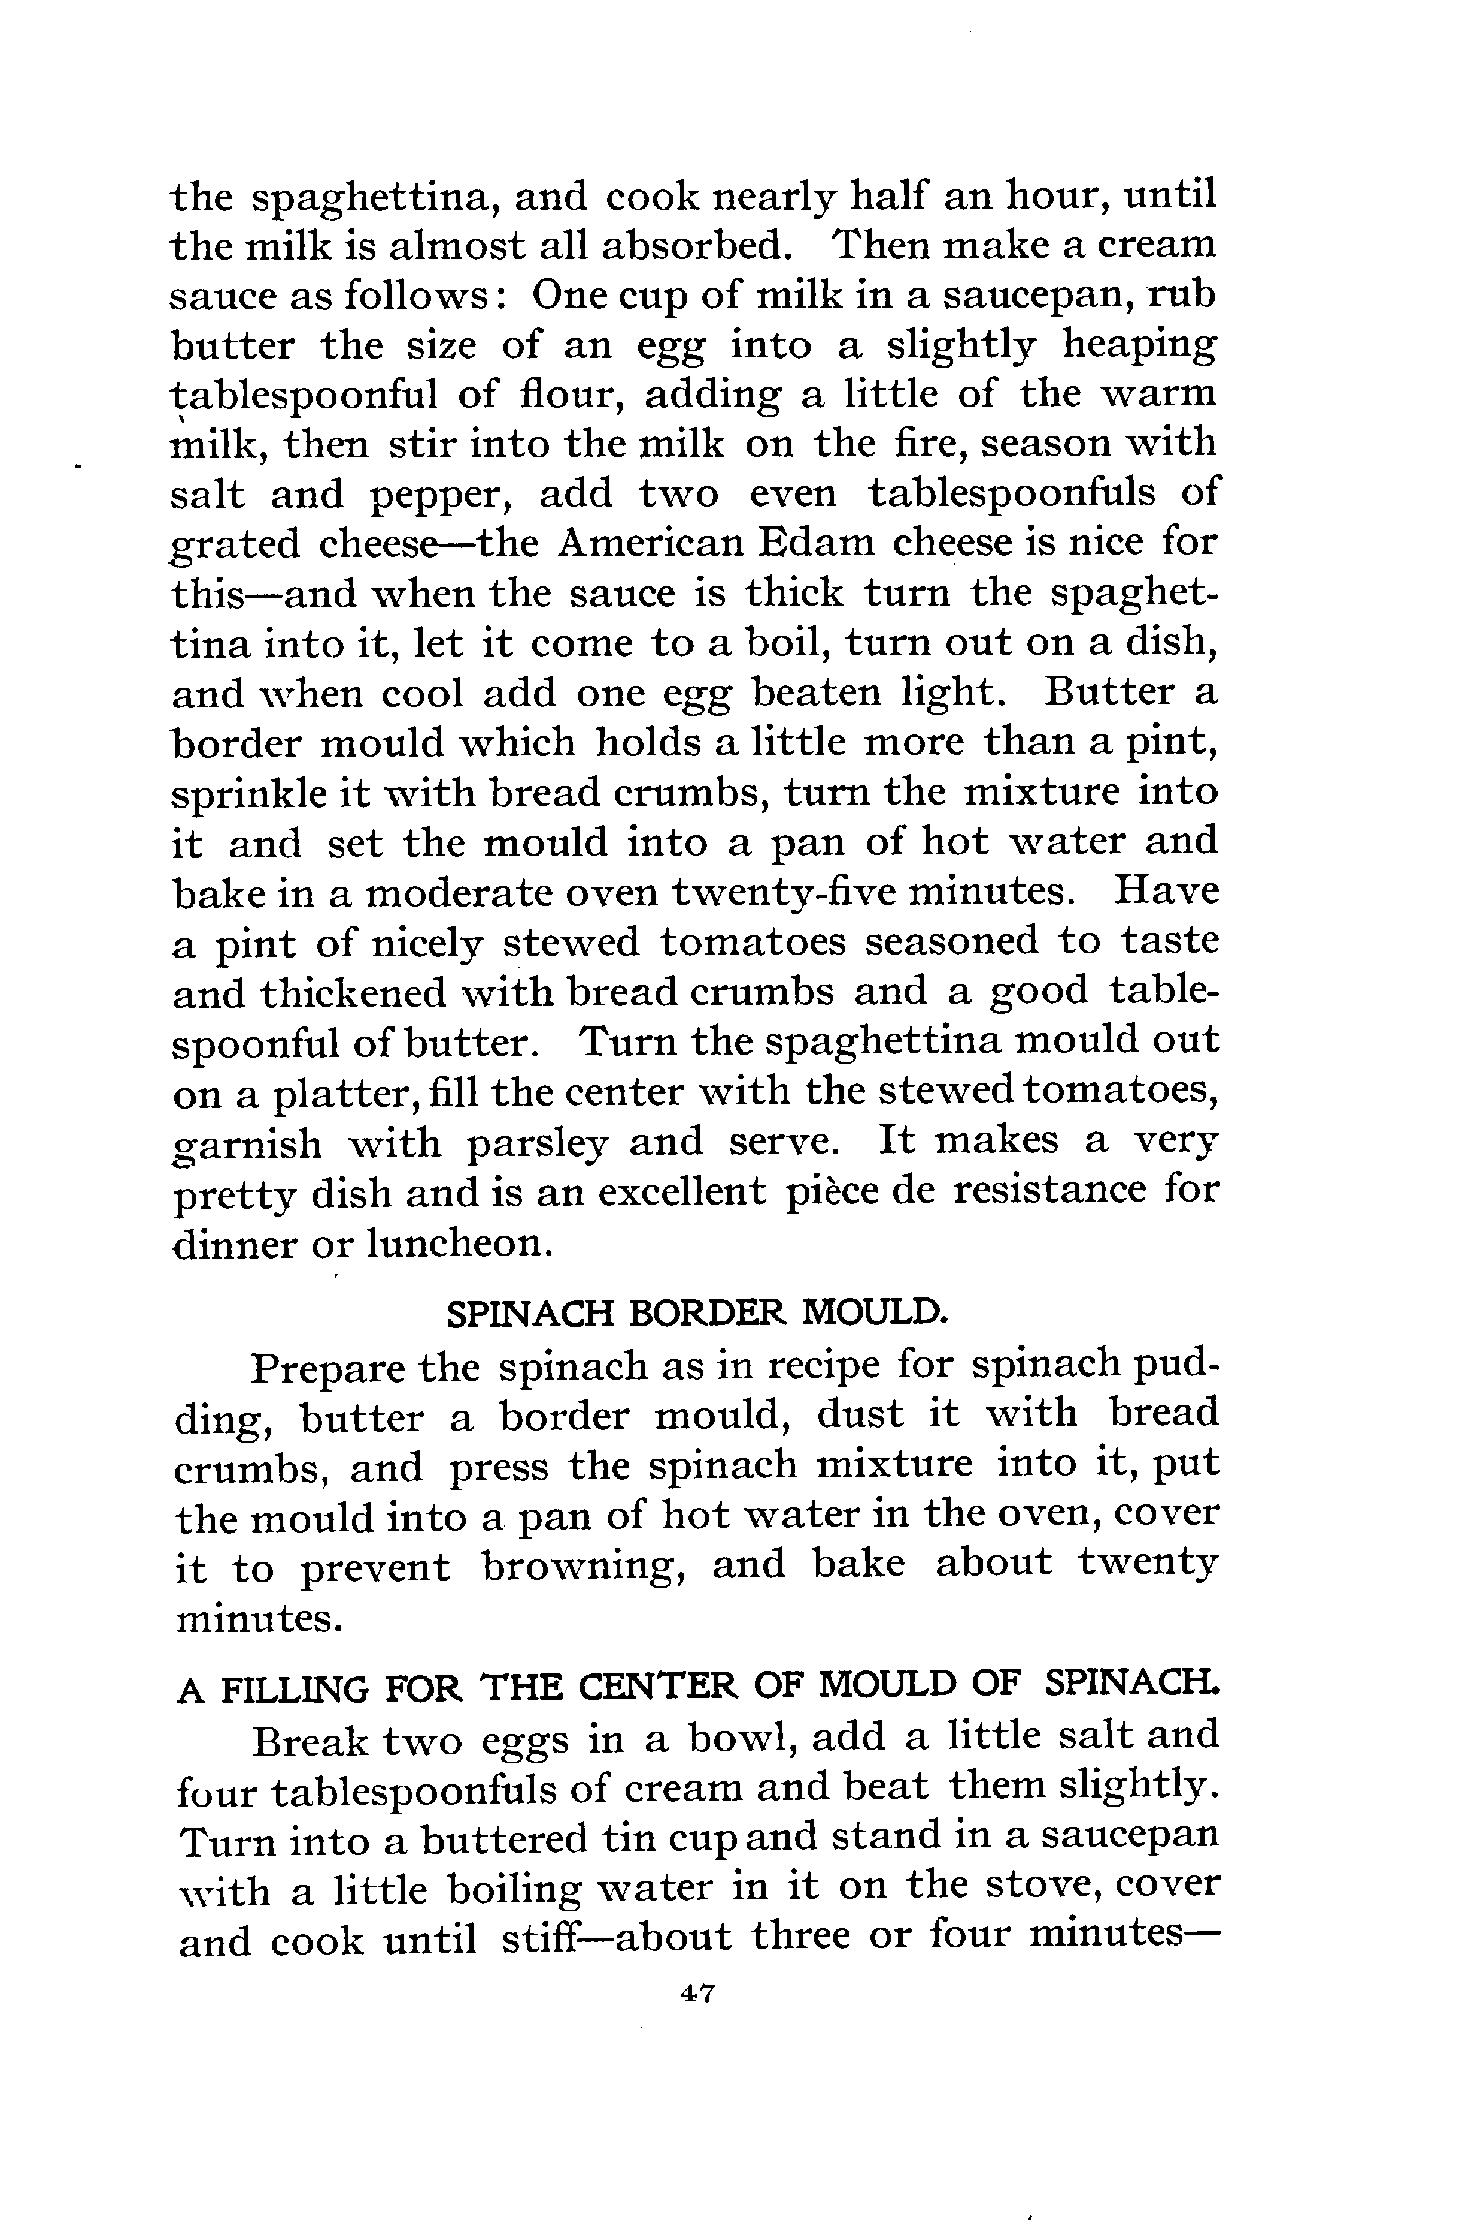 the spaghettina, and cook nearly half an hour, until
the milk is almost all absorbed. Then make a cream
sauce as follows: One cup of milk in a saucepan, rub
butter the size of an egg into a slightly heaping
tablespoonful of flour, adding a little of the warm
milk, then stir into the milk on the fire, season with
salt and pepper, add two even tablespoonfuls of
grated cheese—the American Edam cheese is nice for
this—and when the sauce is thick turn the spaghet-
tina into it, let it come to a boil, turn out on a dish,
and when cool add one egg beaten light. Butter a
border mould which holds a little more than a pint,
sprinkle it with bread crumbs, turn the mixture into
it and set the mould into a pan of hot water and
bake in a moderate oven twenty-five minutes. Have
a pint of nicely stewed tomatoes seasoned to taste
and thickened with bread crumbs and a good table-
spoonful of butter. Turn the spaghettina mould out
on a platter, fill the center with the stewed tomatoes,
garnish with parsley and serve. It makes a very
pretty dish and is an excellent pièce de resistance for
dinner or luncheon.
SPINACH BORDER MOULD.
Prepare the spinach as in recipe for spinach pud-
ding, butter a border mould, dust it with bread
crumbs, and press the spinach mixture into it, put
the mould into a pan of hot water in the oven, cover
it to prevent browning, and bake about twenty
minutes.
A FILLING FOR THE CENTER OF MOULD OF SPINACH.
Break two eggs in a bowl, add a little salt and
four tablespoonfuls of cream and beat them slightly.
Turn into a buttered tin cup and stand in a saucepan
with a little boiling water in it on the stove, cover
and cook until stiff—about three or four minutes—
47